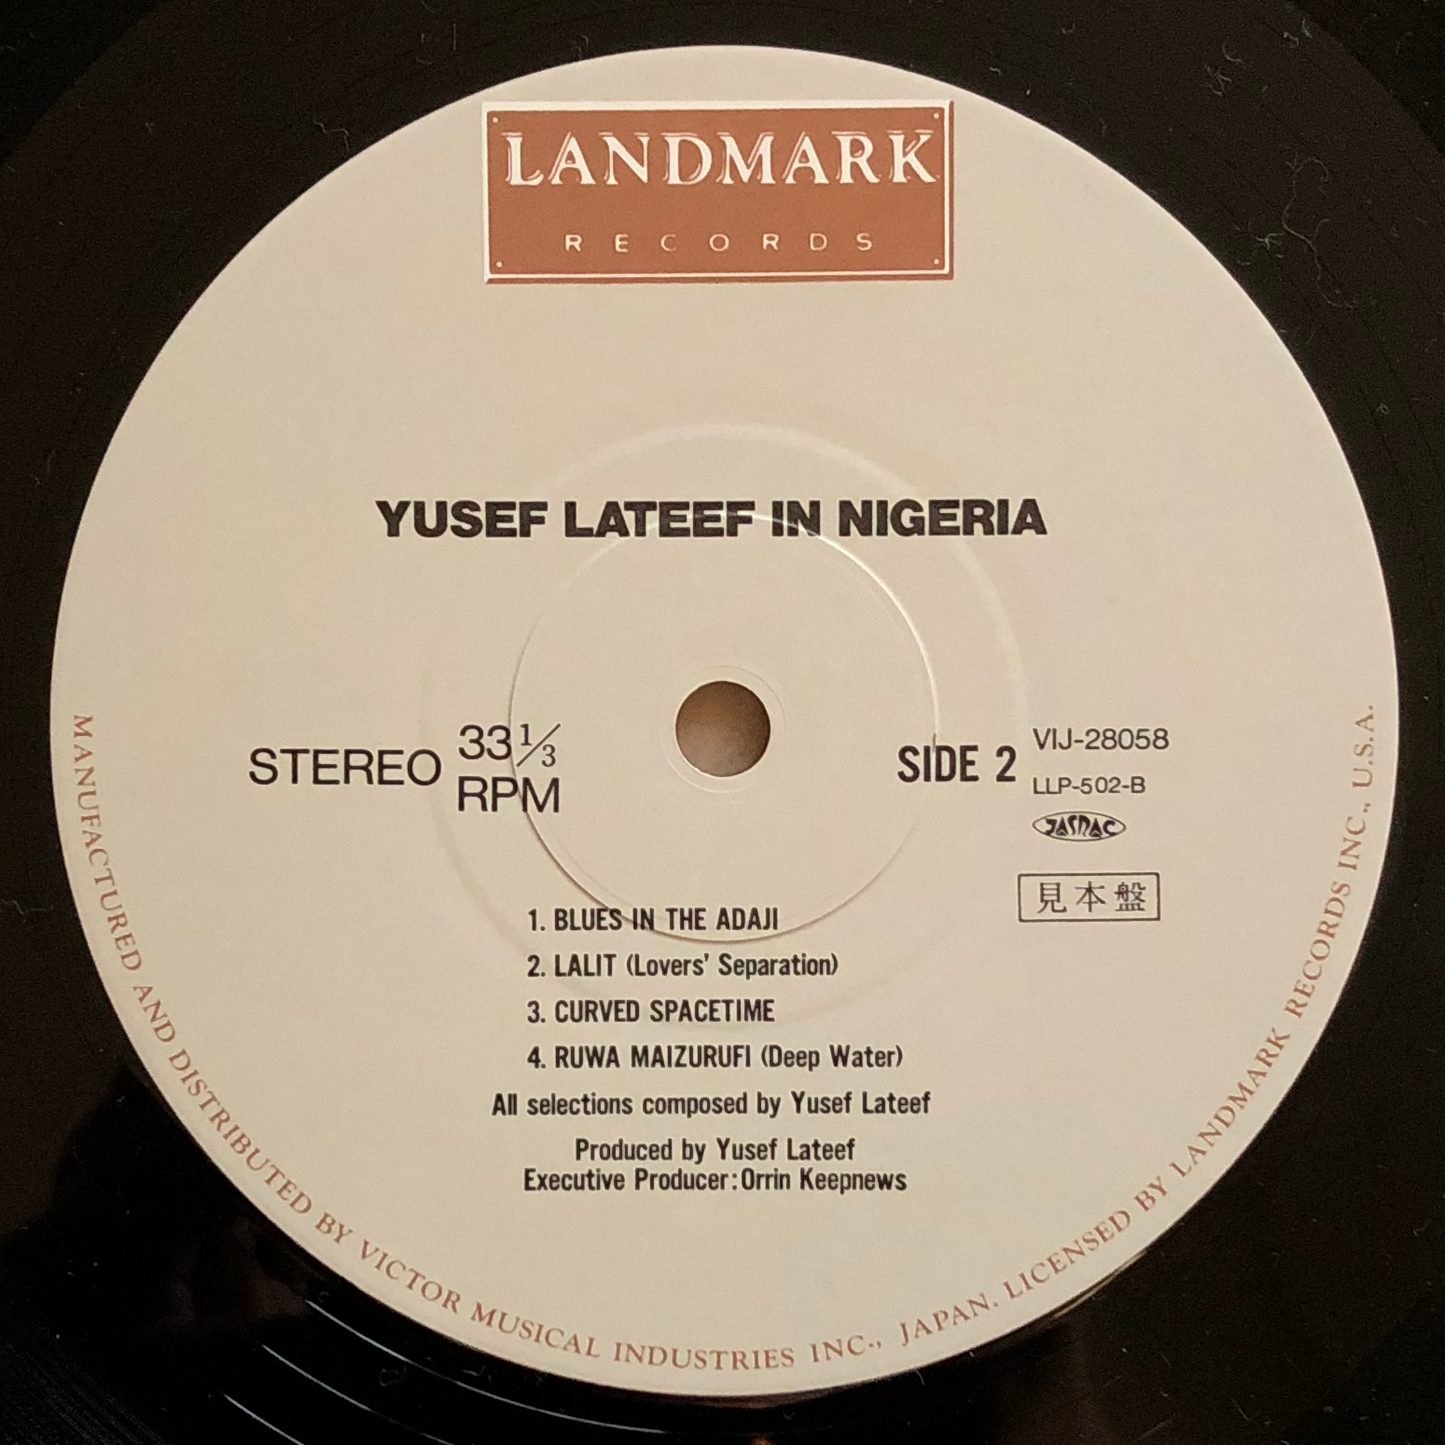 LANDMARK
RECORDS
YUSEF LATEEF IN NIGERIA
STEREO
33 1/3
RPM
SIDE 2
VIJ-28058
LLP-502-B
JASRAC
見本盤
1. BLUES IN THE ADAJI
2. LALIT (Lovers' Separation)
3. CURVED SPACETIME
4. RUWA MAIZURUFI (Deep Water)
All selections composed by Yusef Lateef
Produced by Yusef Lateef
Executive Producer: Orrin Keepnews
MANUFACTURED AND DISTRIBUTED BY VICTOR MUSICAL INDUSTRIES INC., JAPAN. LICENSED BY LANDMARK RECORDS INC., U.S.A.